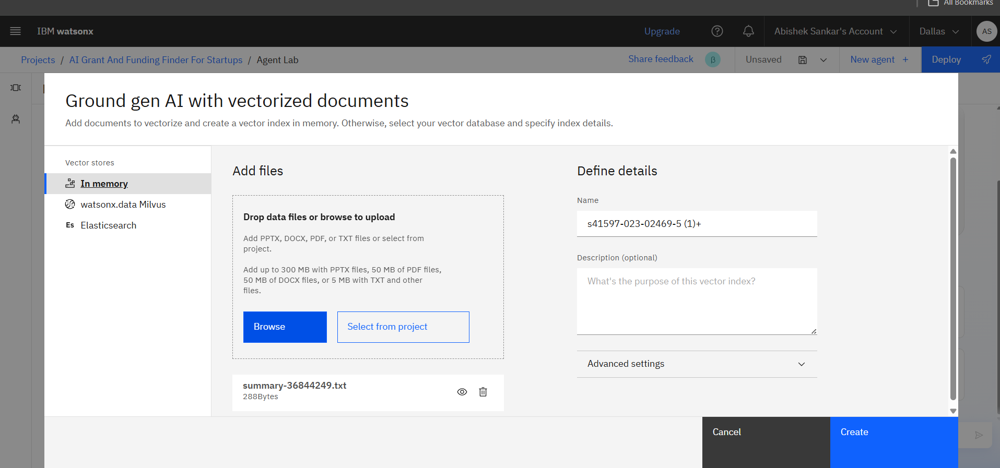 All Bookmarks
IBM watsonx
Upgrade
Abishek Sankar's Account
Dallas
AS
Projects / AI Grant And Funding Finder For Startups / Agent Lab
Share feedback
β
Unsaved
New agent +
Deploy
Ground gen AI with vectorized documents
Add documents to vectorize and create a vector index in memory. Otherwise, select your vector database and specify index details.
Vector stores
In memory
watsonx.data Milvus
Es Elasticsearch
Add files
Drop data files or browse to upload
Add PPTX, DOCX, PDF, or TXT files or select from
project.
Add up to 300 MB with PPTX files, 50 MB of PDF files,
50 MB of DOCX files, or 5 MB with TXT and other
files.
Browse
Select from project
summary-36844249.txt
288Bytes
Define details
Name
s41597-023-02469-5 (1)+
Description (optional)
What's the purpose of this vector index?
Advanced settings
Cancel
Create